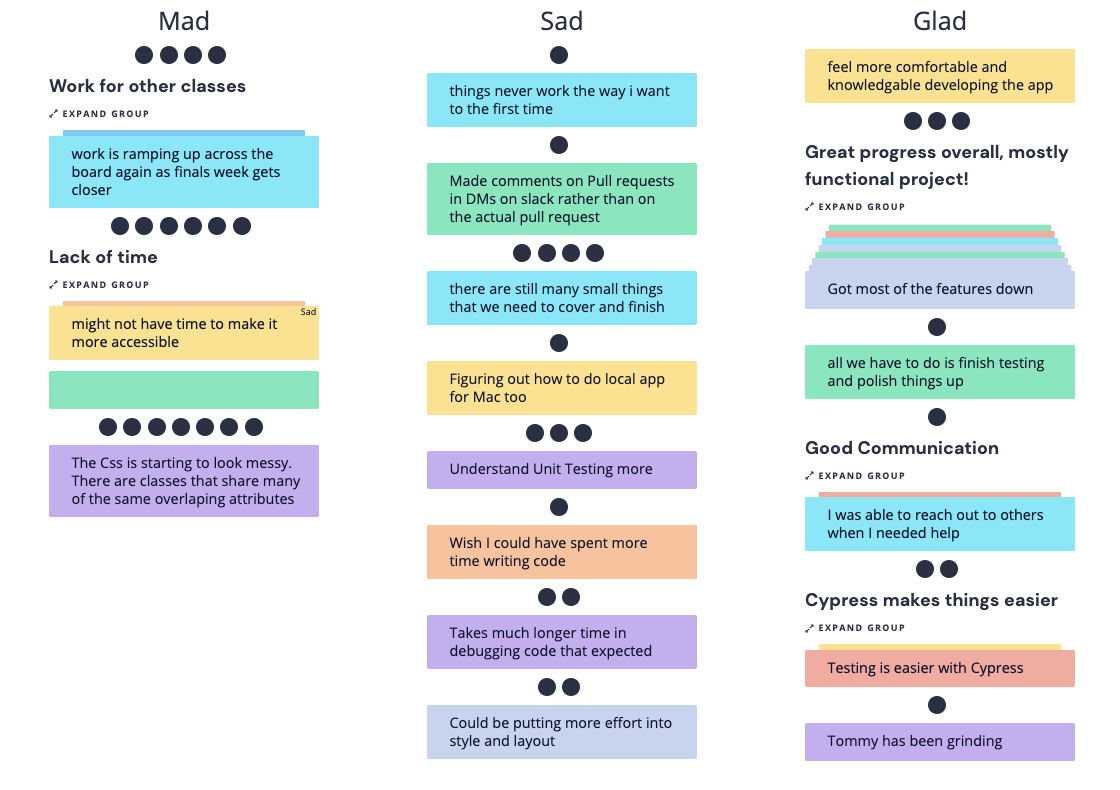 Mad
Work for other classes
EXPAND GROUP
work is ramping up across the
board again as finals week gets
closer
Lack of time
EXPAND GROUP
Sad
might not have time to make it
more accessible
The Css is starting to look messy.
There are classes that share many
of the same overlaping attributes
Sad
things never work the way i want
to the first time
Made comments on Pull requests
in DMs on slack rather than on
the actual pull request
there are still many small things
that we need to cover and finish
Figuring out how to do local app
for Mac too
Understand Unit Testing more
Wish I could have spent more
time writing code
Takes much longer time in
debugging code that expected
Could be putting more effort into
style and layout
Glad
feel more comfortable and
knowledgable developing the app
Great progress overall, mostly
functional project!
EXPAND GROUP
Got most of the features down
all we have to do is finish testing
and polish things up
Good Communication
EXPAND GROUP
I was able to reach out to others
when I needed help
Cypress makes things easier
EXPAND GROUP
Testing is easier with Cypress
Tommy has been grinding